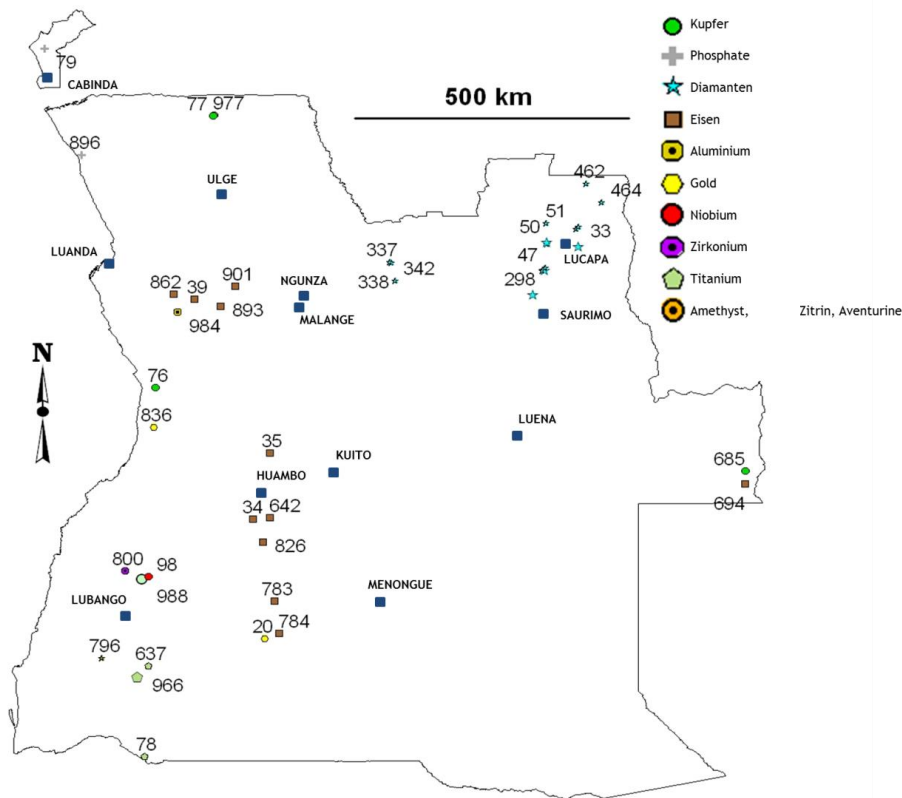 Kupfer
Phosphate
79
CABINDA
Diamanten
500 km
77 977
Eisen
896
Aluminium
462
ULGE
Gold
464
51
Niobium
50
33
337
47
Zirkonium
LUANDA
342
LUCAPA
901
862
39
NGUNZA
338
298
Titanium
893
984
MALANGE
SAURIMO
Amethyst, Zitrin, Aventurine
N
76
836
LUENA
35
KUITO
685
HUAMBO
34
642
694
826
800
98
988
783
MENONGUE
LUBANGO
20
784
796
637
966
78